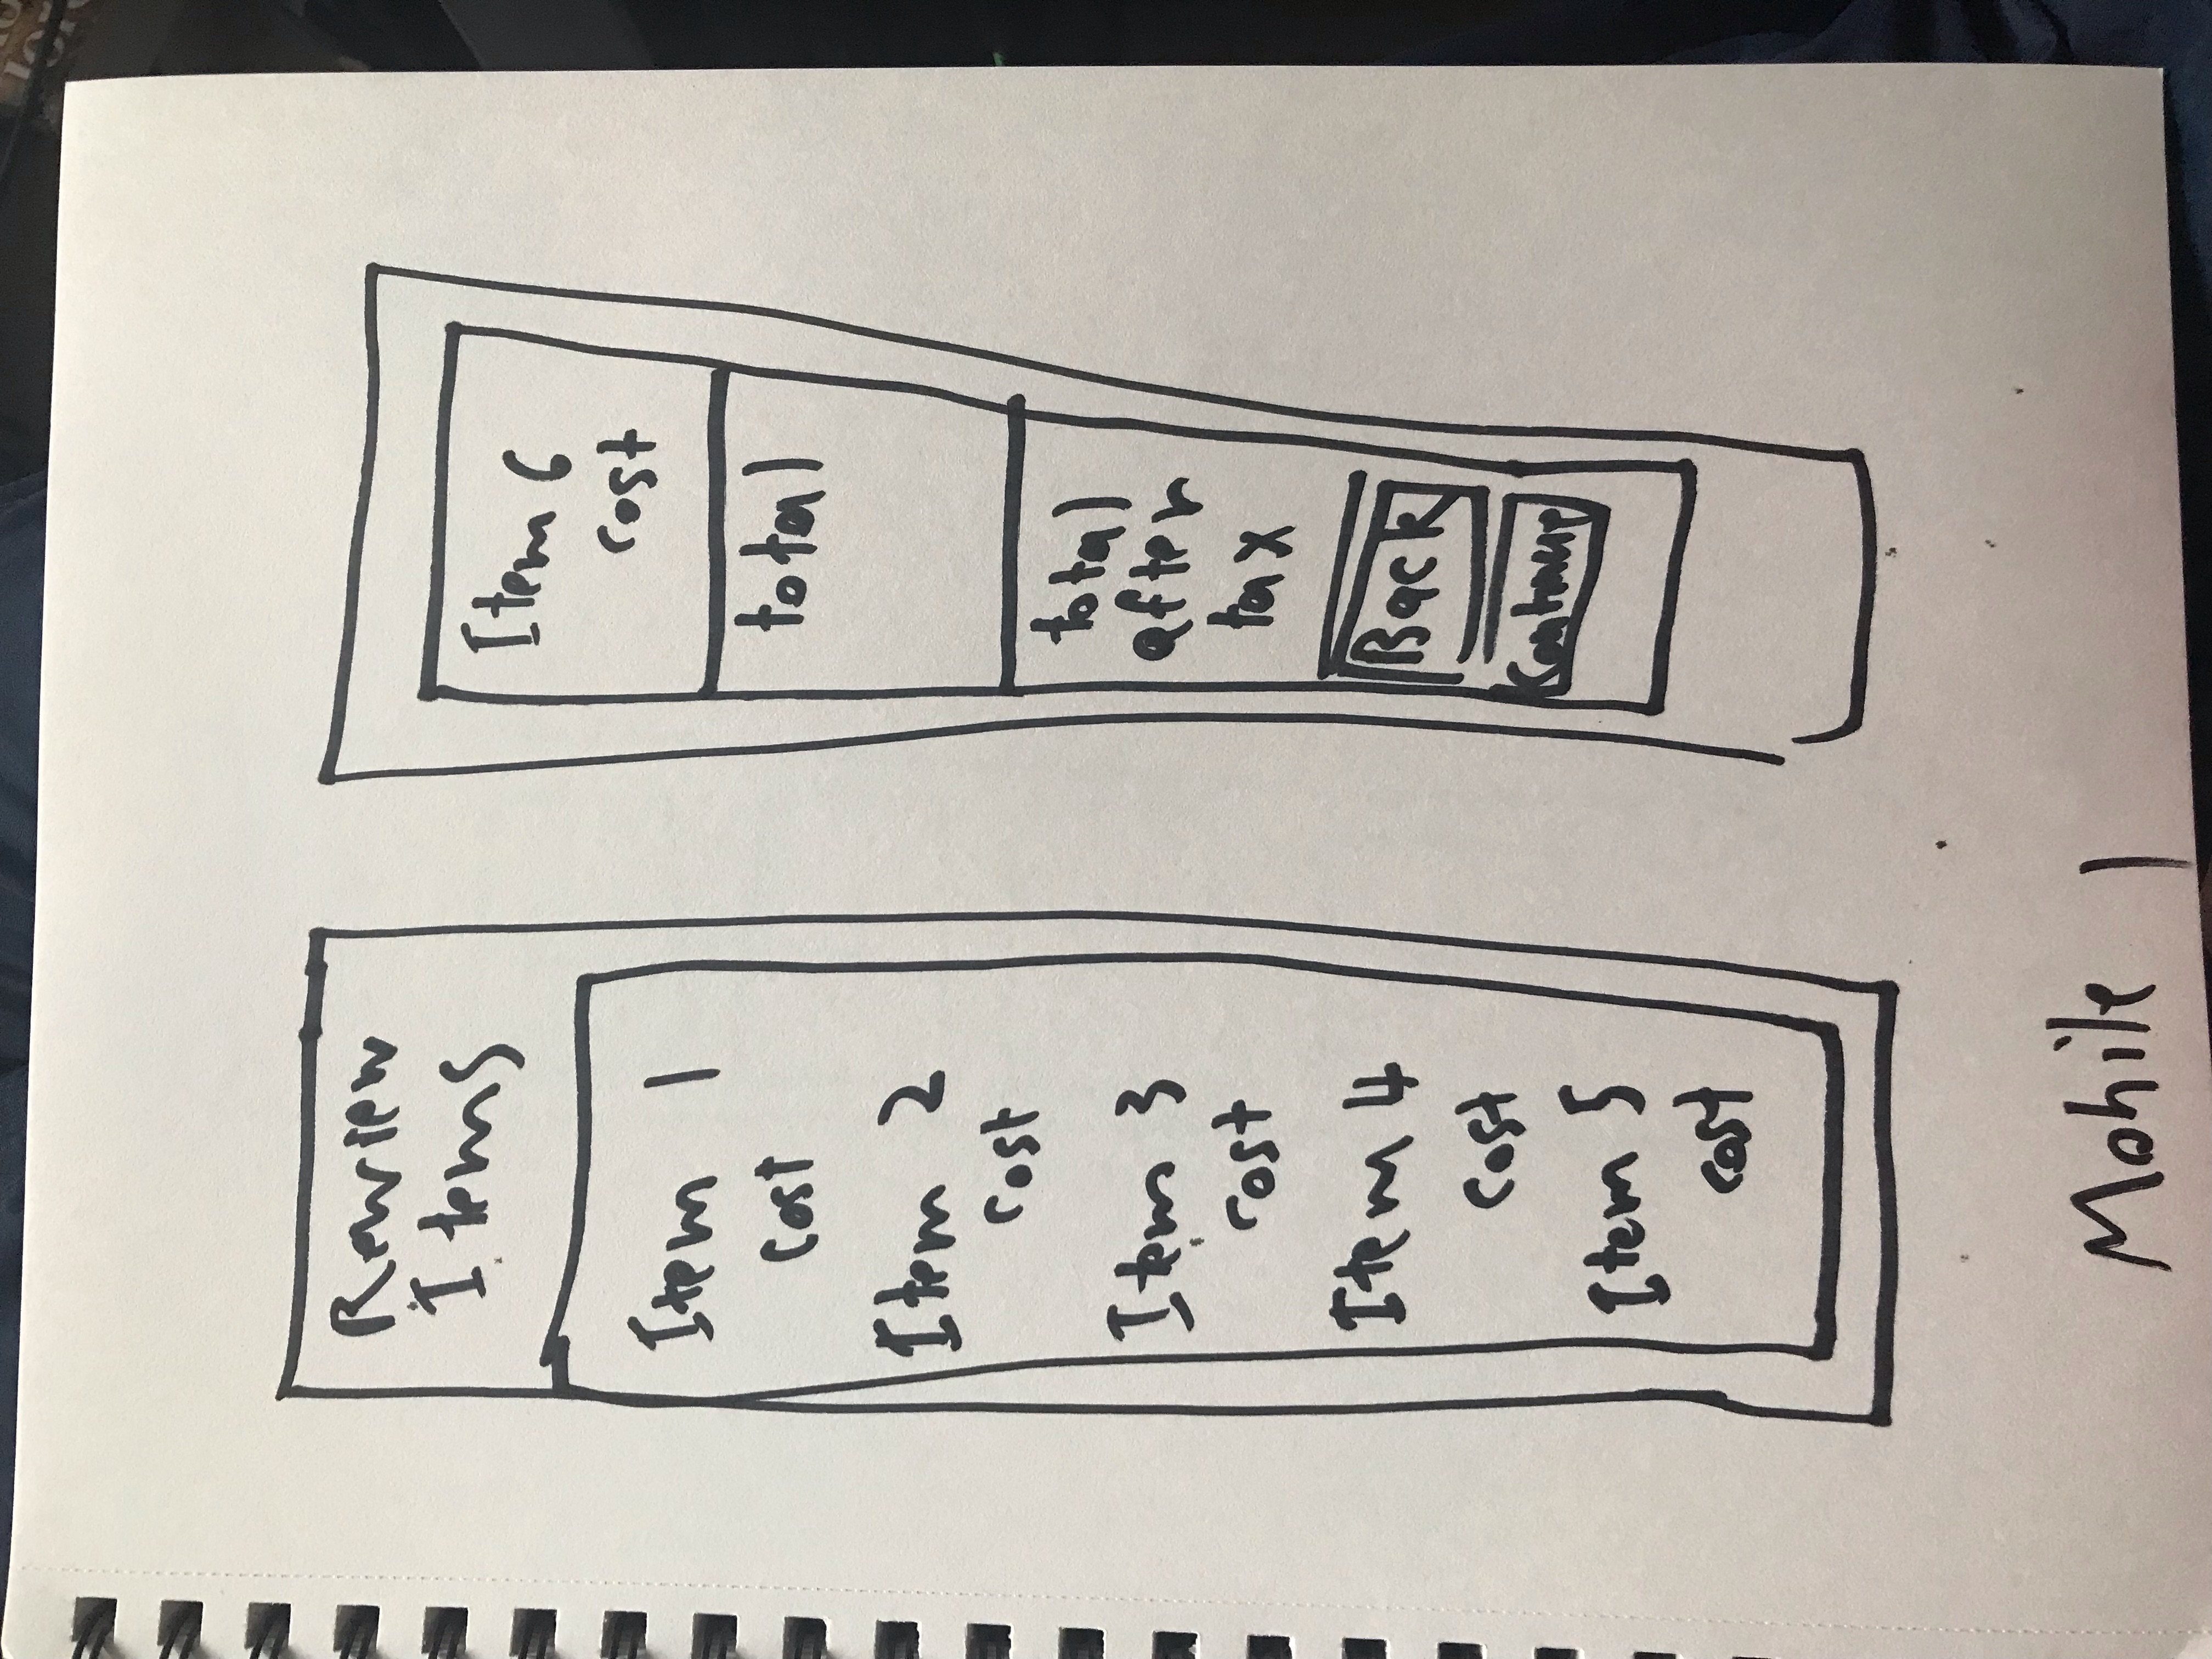 Review
Items
Item 1
cost
Item 2
cost
Item 3
cost
Item 4
cost
Item 5
cost
Item 6
cost
total
total
after
tax
Back
Kontinue
Mobile 1